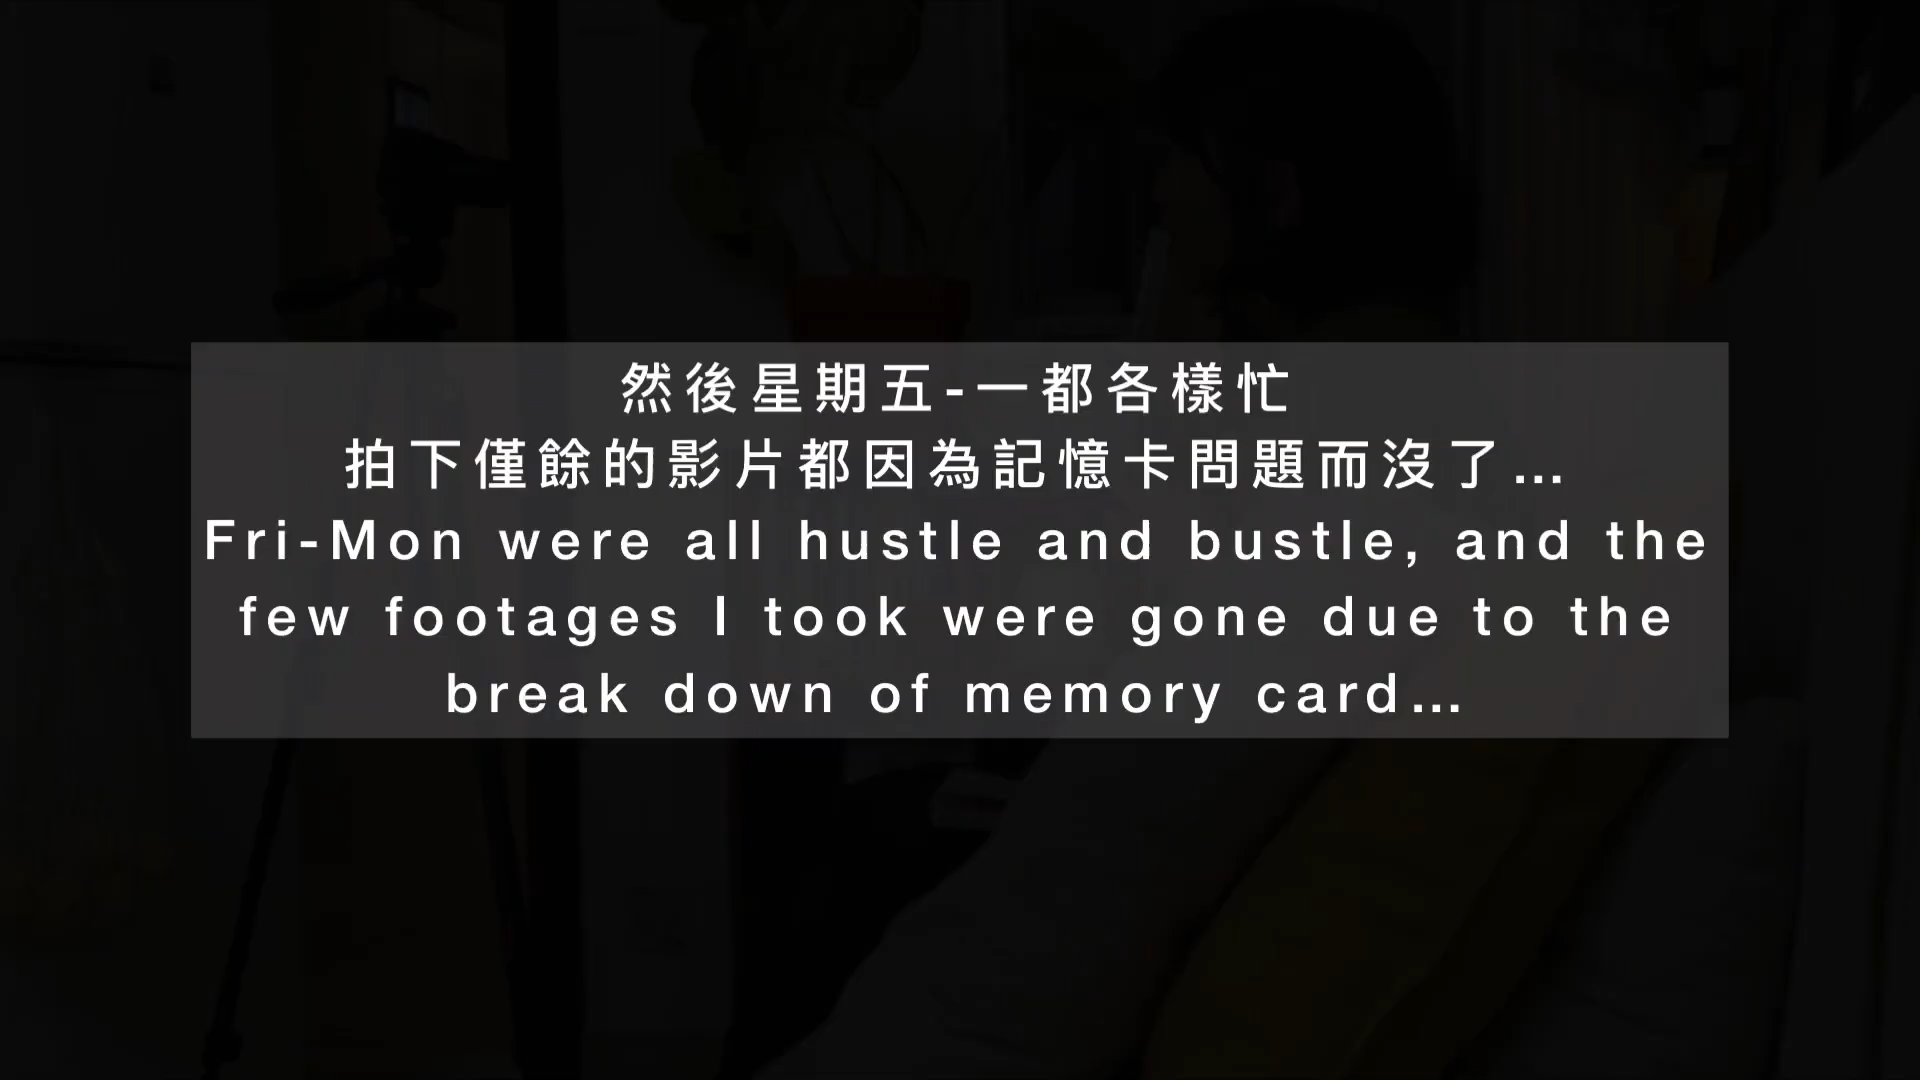 然後星期五-一都各樣忙
拍下僅餘的影片都因為記憶卡問題而沒了...
Fri-Mon were all hustle and bustle, and the
few footages I took were gone due to the
break down of memory card...